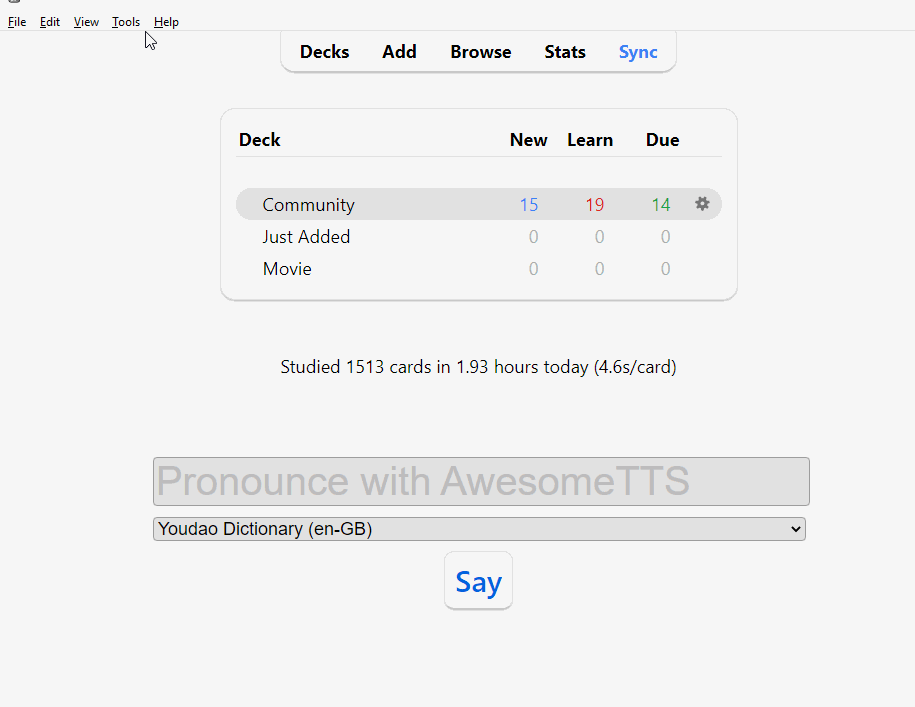 File Edit View Tools Help
Decks Add Browse Stats Sync
Deck New Learn Due
Community 15 19 14
Just Added 0 0 0
Movie 0 0 0
Studied 1513 cards in 1.93 hours today (4.6s/card)
Pronounce with AwesomeTTS
Youdao Dictionary (en-GB)
Say